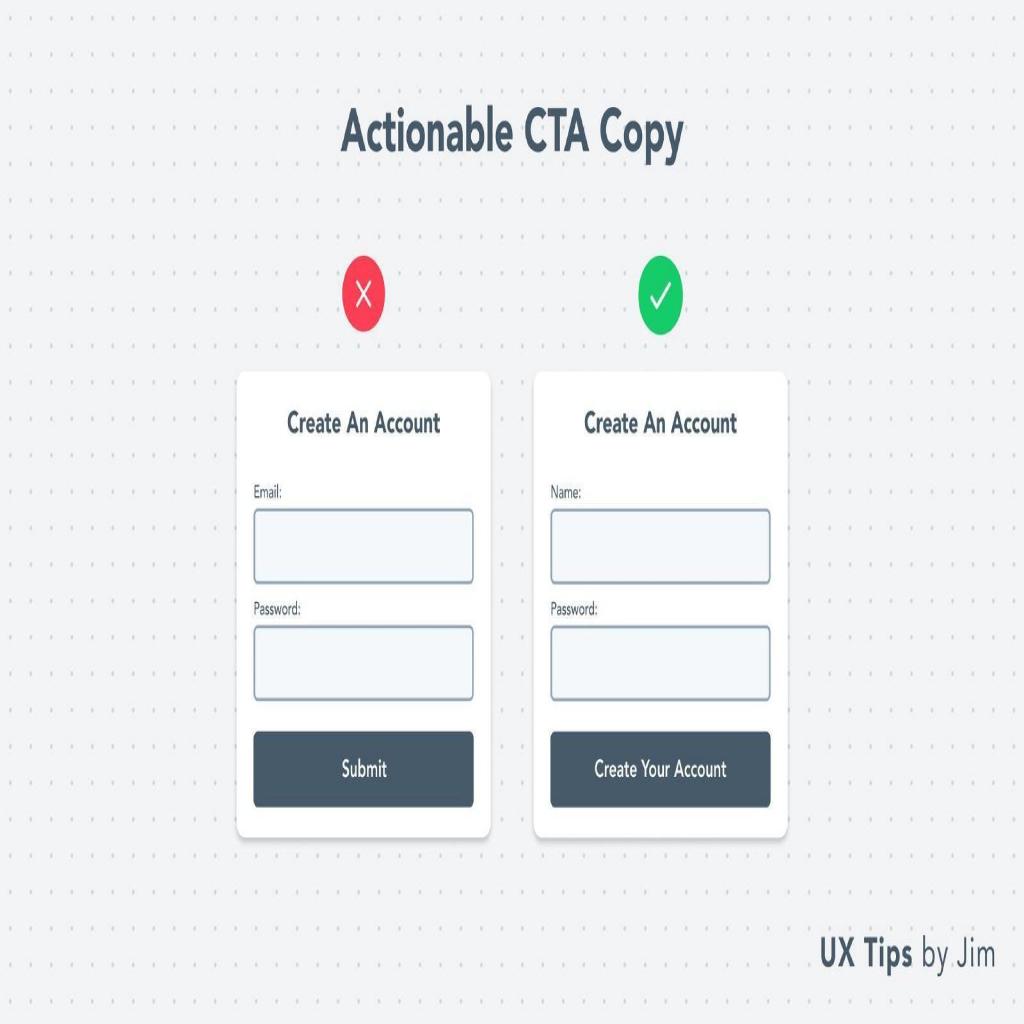 Actionable CTA Copy
Create An Account
Email:
Password:
Submit
Create An Account
Name:
Password:
Create Your Account
UX Tips by Jim